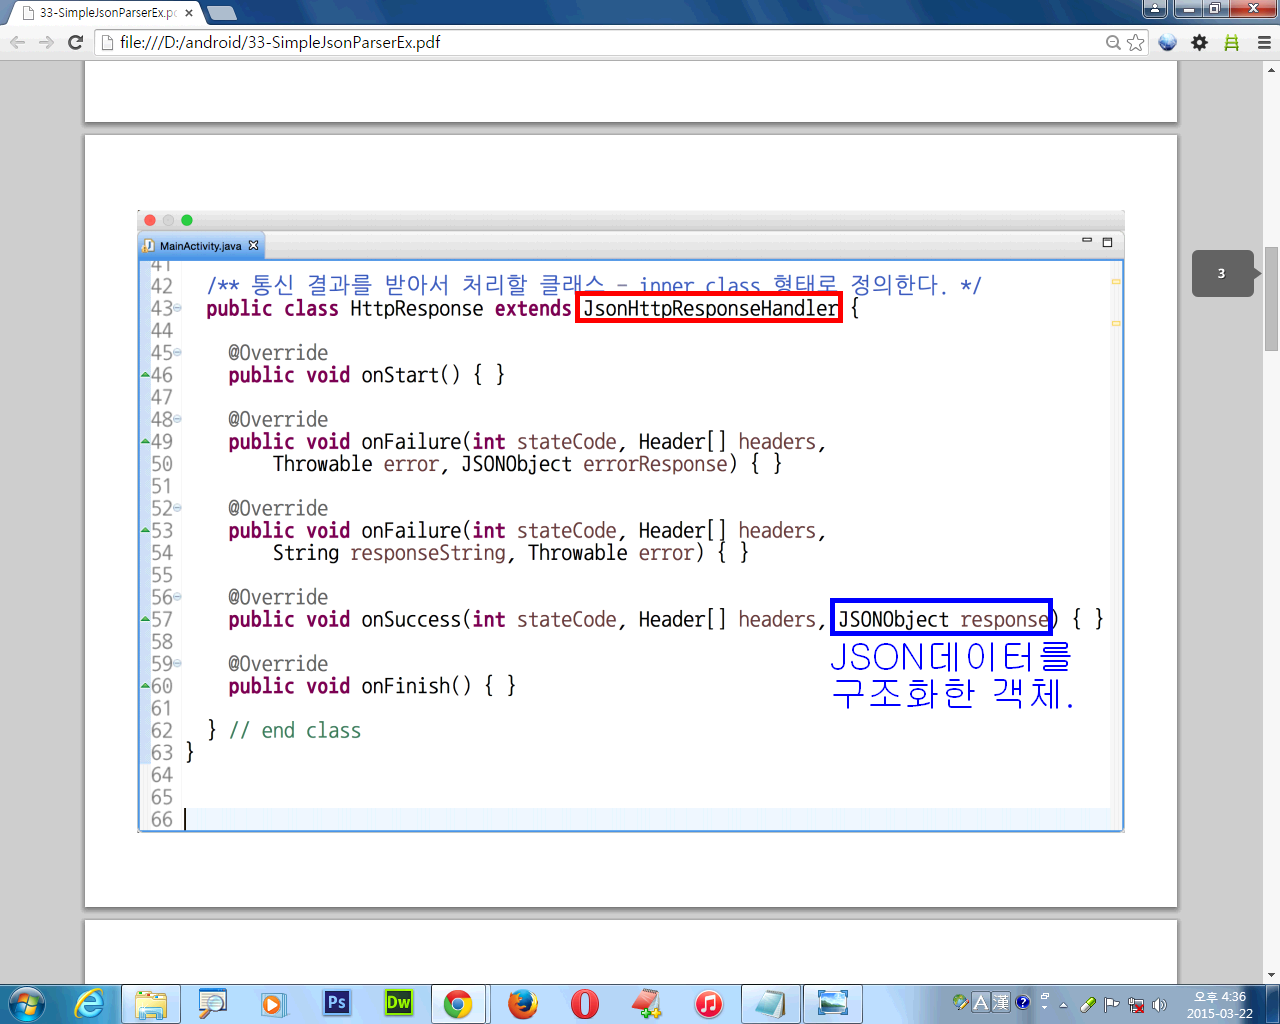 33-SimpleJsonParserEx.pd
file:///D:/android/33-SimpleJsonParserEx.pdf
3
MainActivity.java
41
42 /** 통신 결과를 받아서 처리할 클래스 - inner class 형태로 정의한다. */
43 public class HttpResponse extends JsonHttpResponseHandler {
44
45 @Override
46 public void onStart() { }
47
48 @Override
49 public void onFailure(int stateCode, Header[] headers,
50 Throwable error, JSONObject errorResponse) { }
51
52 @Override
53 public void onFailure(int stateCode, Header[] headers,
54 String responseString, Throwable error) { }
55
56 @Override
57 public void onSuccess(int stateCode, Header[] headers, JSONObject response) { }
JSON데이터를
구조화한 객체.
58
59 @Override
60 public void onFinish() { }
61
62 } // end class
63 }
64
65
66
Ps
Dw
A 漢
오후 4:36
2015-03-22